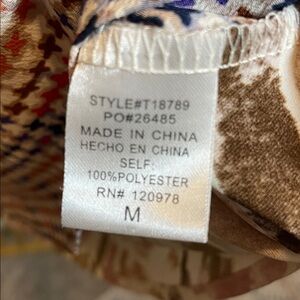 STYLE#T18789
PO#26485
MADE IN CHINA
HECHO EN CHINA
SELF:
100%POLYESTER
RN# 120978
M